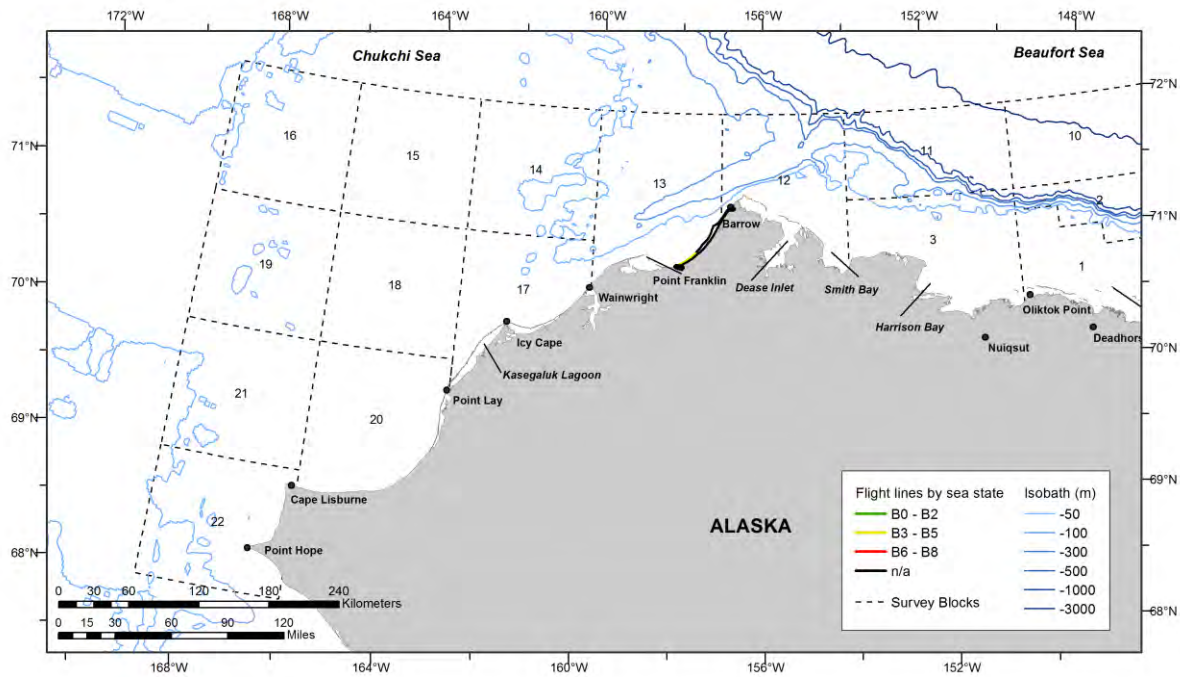 172°W
168°W
164°W
160°W
156°W
152°W
148°W
Chukchi Sea
Beaufort Sea
72°N
71°N
71°N
70°N
70°N
69°N
69°N
68°N
68°N
16
15
14
13
12
11
10
2
3
1
19
18
17
21
20
22
Barrow
Point Franklin
Dease Inlet
Smith Bay
Wainwright
Harrison Bay
Oliktok Point
Icy Cape
Nuiqsut
Deadhors
Kasegaluk Lagoon
Point Lay
Cape Lisburne
Point Hope
ALASKA
Flight lines by sea state
B0 - B2
B3 - B5
B6 - B8
n/a
Survey Blocks
Isobath (m)
-50
-100
-300
-500
-1000
-3000
0 30 60 120 180 240
Kilometers
0 15 30 60 90 120
Miles
168°W
164°W
160°W
156°W
152°W